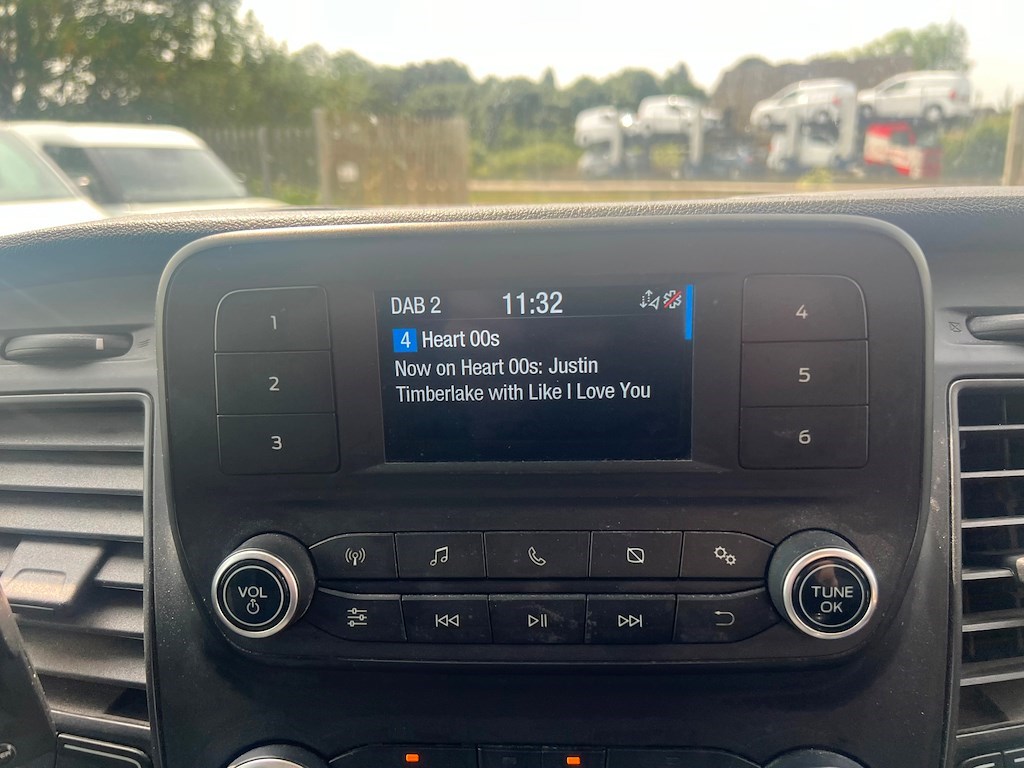 DAB 2 11:32
4 Heart 00s
Now on Heart 00s: Justin
Timberlake with Like I Love You
1
2
3
4
5
6
VOL
TUNE
OK